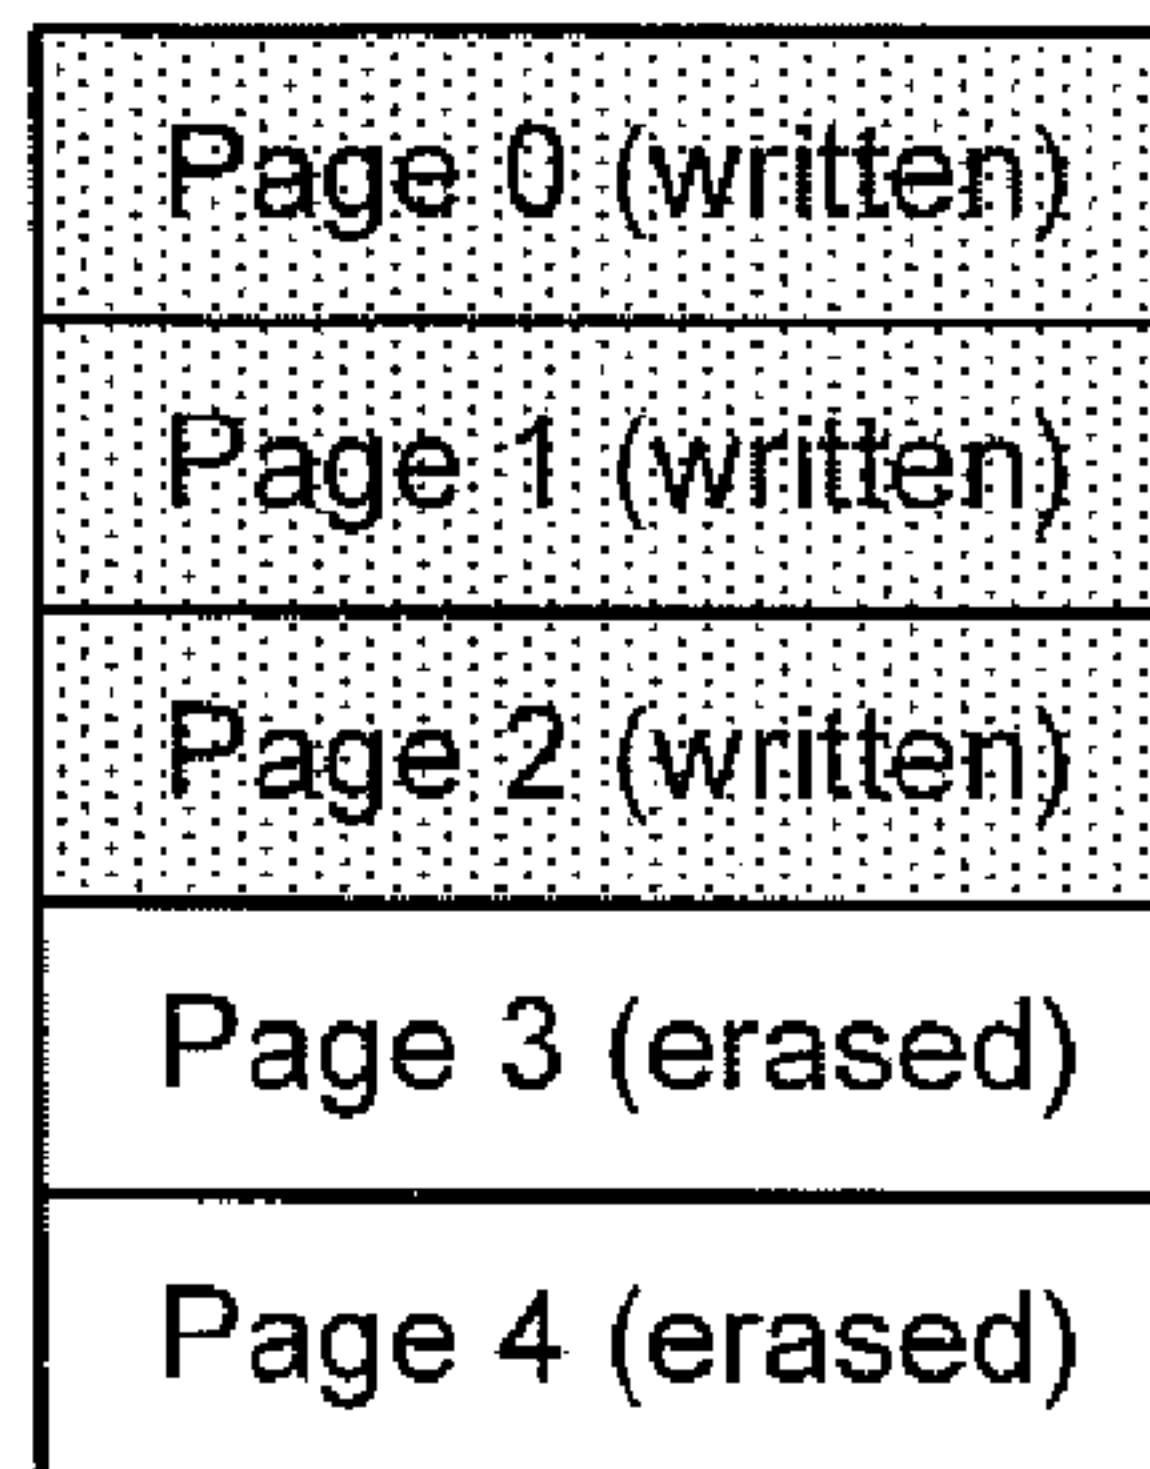 Page 0 (written)
Page 1 (written)
Page 2 (written)
Page 3 (erased)
Page 4 (erased)